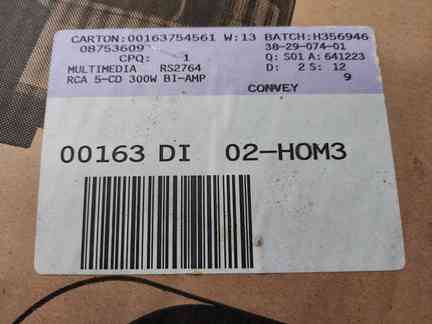 CARTON:00163754561 W:13 BATCH:H356946
08753609 38-29-074-01
CPQ: 1 Q: S01 A: 641223
MULTIMEDIA RS2764 D: 2 S: 12
RCA 5-CD 300W BI-AMP 9
CONVEY
00163 DI 02-HOM3